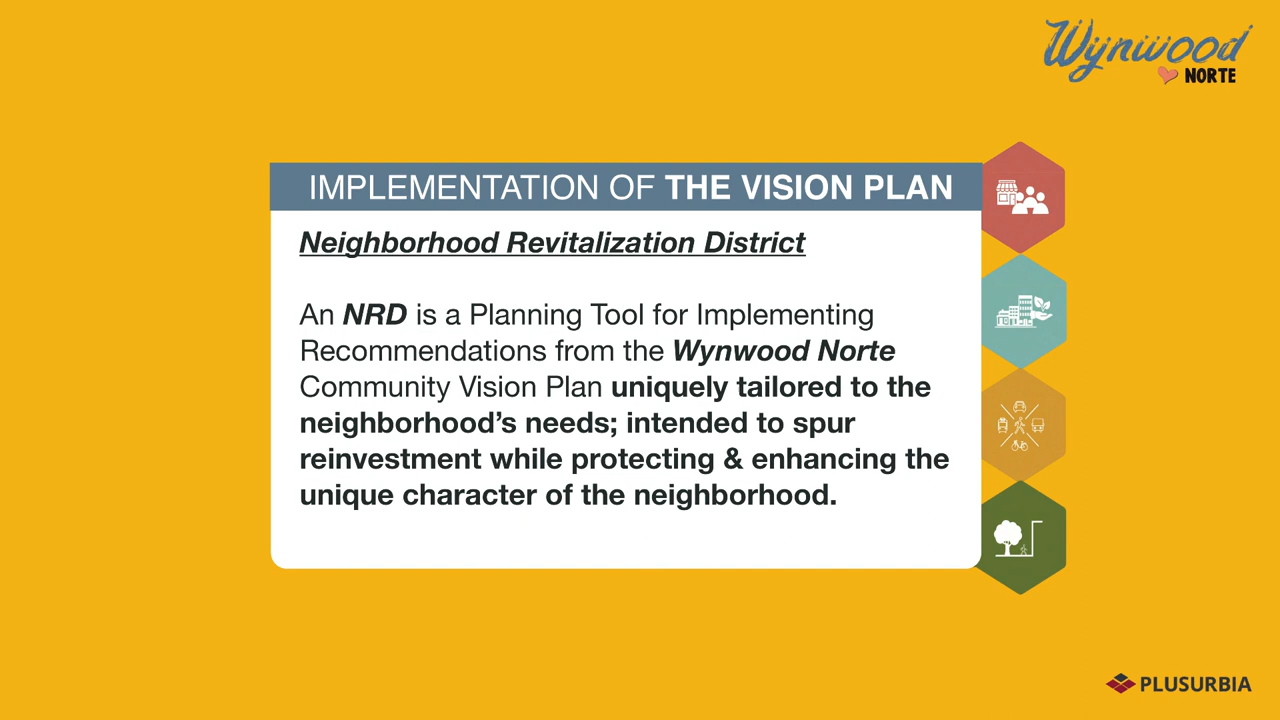 Wynwood
NORTE
IMPLEMENTATION OF THE VISION PLAN
Neighborhood Revitalization District
An NRD is a Planning Tool for Implementing
Recommendations from the Wynwood Norte
Community Vision Plan uniquely tailored to the
neighborhood’s needs; intended to spur
reinvestment while protecting & enhancing the
unique character of the neighborhood.
PLUSURBIA